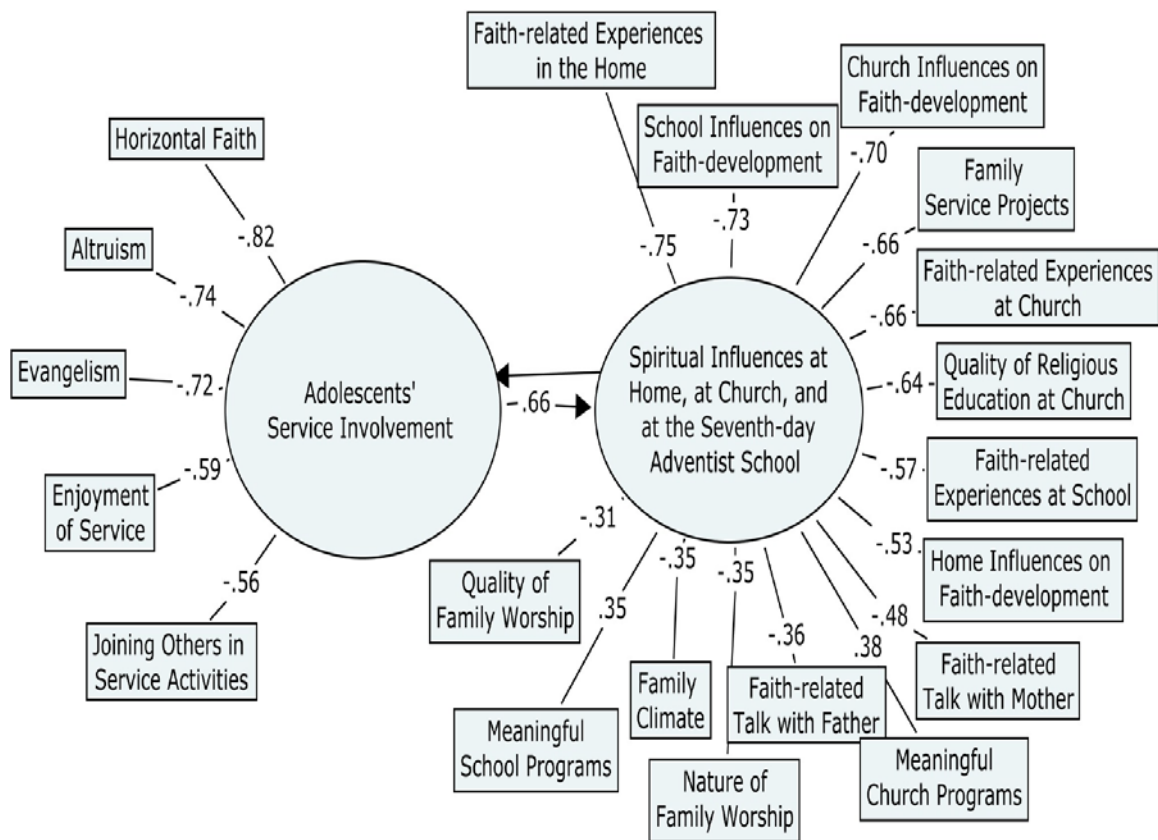 Faith-related Experiences
in the Home
Church Influences on
Faith-development
School Influences on
Faith-development
Horizontal Faith
-.82
-.75
-.73
-.70
Family
Service Projects
-.66
Altruism
-.74
Faith-related Experiences
at Church
-.66
Evangelism
-.72
Adolescents'
Service Involvement
.66
Spiritual Influences at
Home, at Church, and
at the Seventh-day
Adventist School
-.64
Quality of Religious
Education at Church
Enjoyment
of Service
-.59
-.57
Faith-related
Experiences at School
-.56
Joining Others in
Service Activities
-.31
Quality of
Family Worship
-.53
Home Influences on
Faith-development
.35
Meaningful
School Programs
-.35
Family
Climate
-.35
Nature of
Family Worship
-.36
Faith-related
Talk with Father
.38
Meaningful
Church Programs
-.48
Faith-related
Talk with Mother